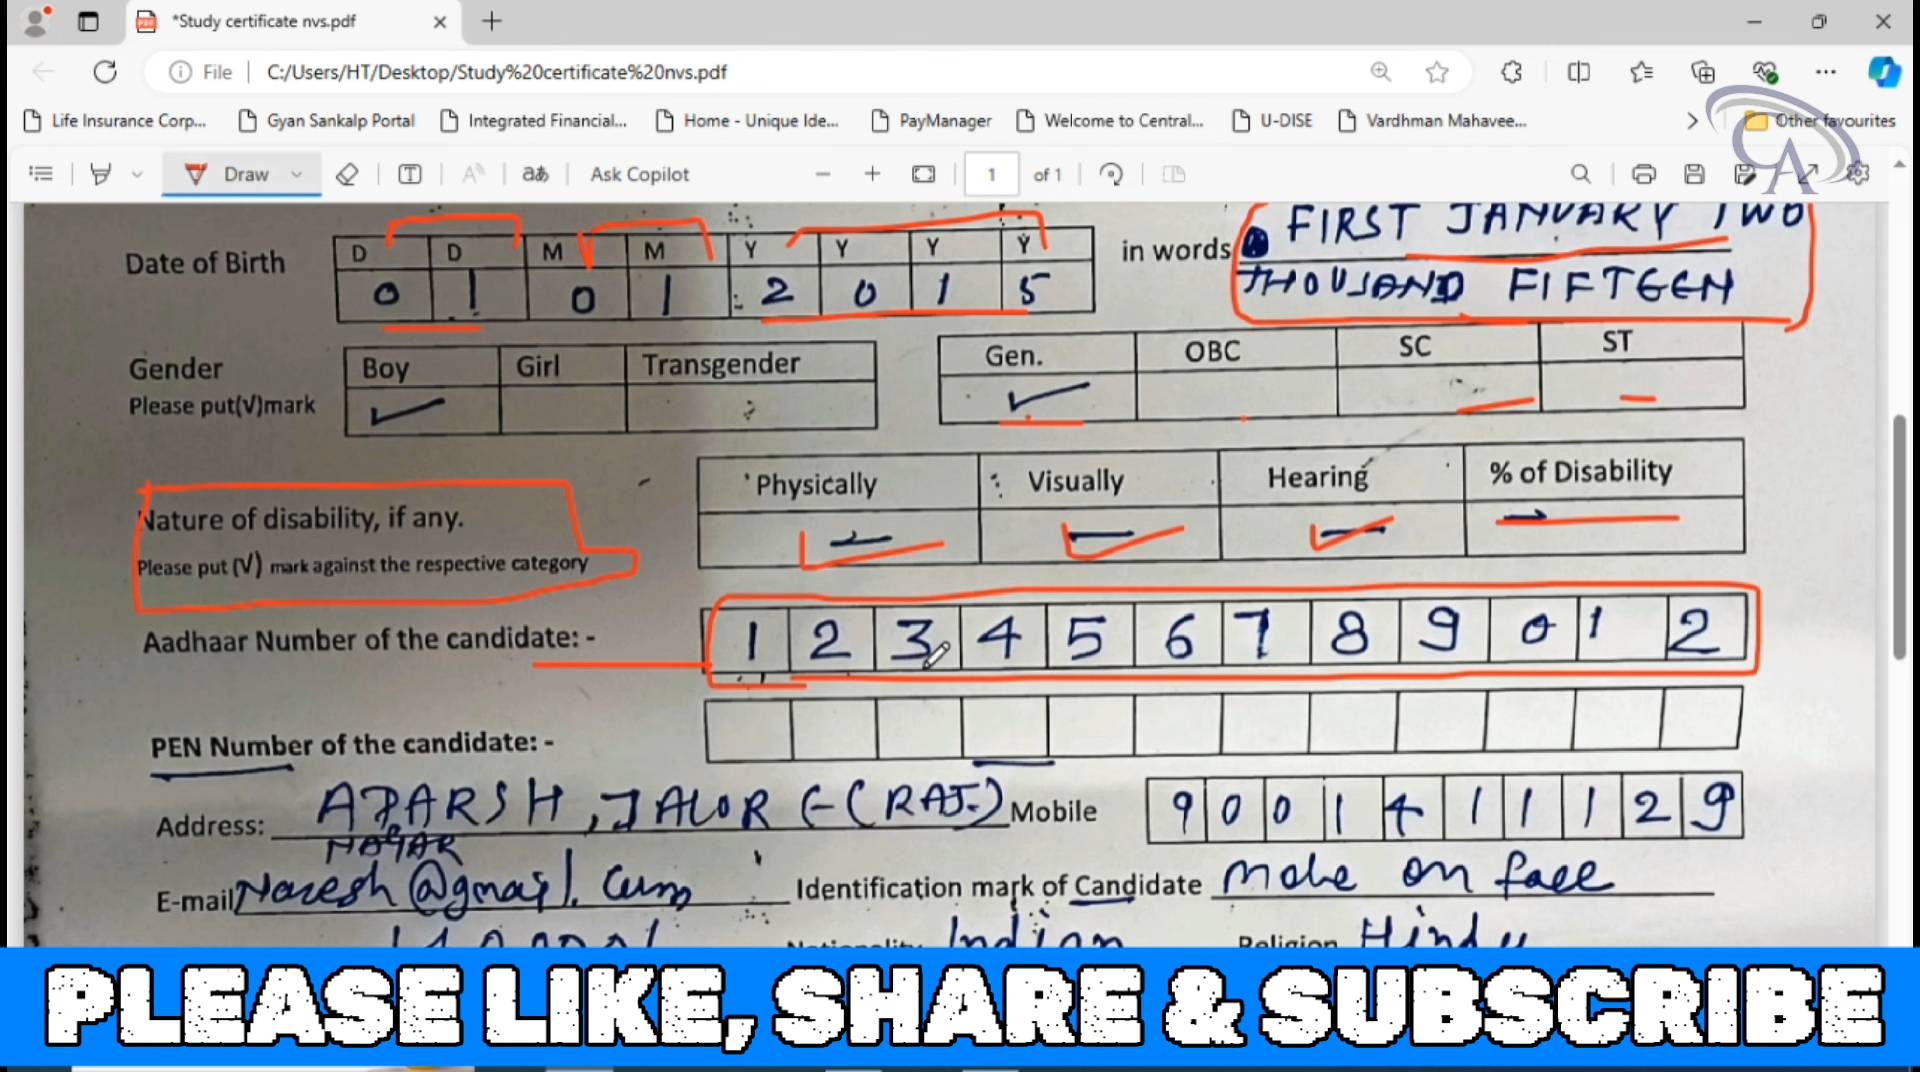 *Study certificate nvs.pdf
File C:/Users/HT/Desktop/Study%20certificate%20nvs.pdf
Life Insurance Corp... Gyan Sankalp Portal Integrated Financial... Home - Unique Ide... PayManager Welcome to Central... U-DISE Vardhman Mahavee... Other favourites
Draw Ask Copilot 1 of 1
CA
Date of Birth D D M M Y Y Y Y in words FIRST JANUARY TWO
0 1 0 1 2 0 1 5 THOUSAND FIFTEEN
Gender Boy Girl Transgender Gen. OBC SC ST
Please put(V)mark
Physically Visually Hearing % of Disability
Nature of disability, if any.
Please put (V) mark against the respective category
Aadhaar Number of the candidate: - 1 2 3 4 5 6 7 8 9 0 1 2
PEN Number of the candidate: -
Address: ADARSH, JALOR (RAJ.) Mobile 9 0 0 1 4 1 1 1 2 9
NAGAR
E-mail Naresh@gmail.com Identification mark of Candidate Mole on face
Nationality Indian Religion Hindu
PLEASE LIKE, SHARE & SUBSCRIBE